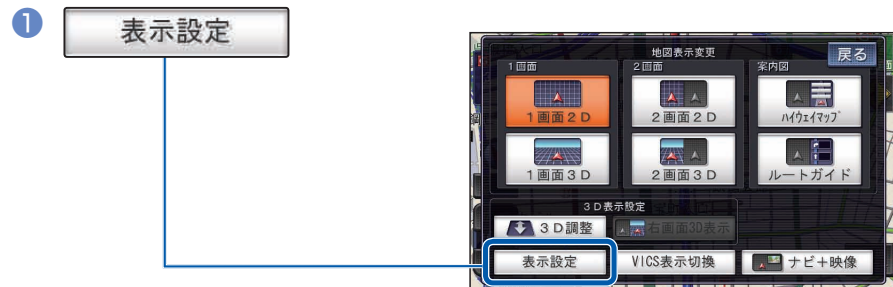 1
表示設定
地図表示変更
戻る
1画面
2画面
案内図
1画面2D
2画面2D
ハイウェイマップ
1画面3D
2画面3D
ルートガイド
3D表示設定
3D調整
右画面3D表示
表示設定
VICS表示切換
ナビ+映像